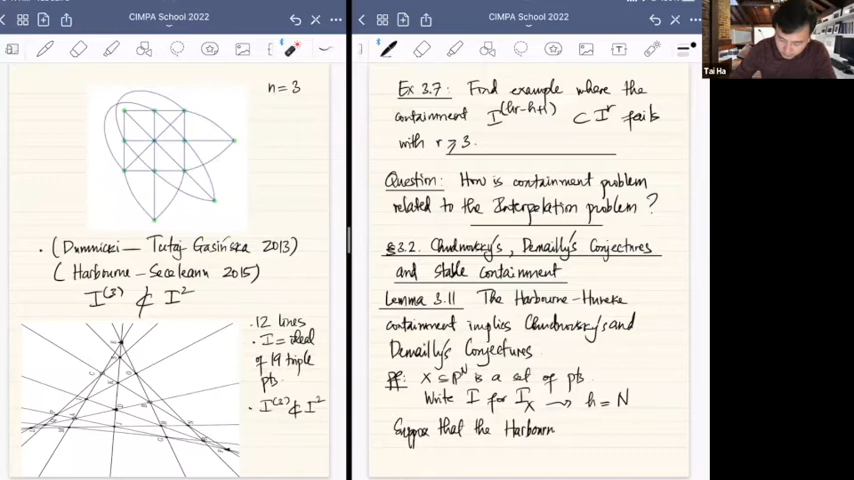 CIMPA School 2022
n = 3
· (Dumnicki – Tutaj-Gasińska 2013)
(Harbourne – Seceleanu 2015)
I^(3) ⊄ I^2
· 12 lines
· I = ideal
of 19 triple
pts.
· I^(3) ⊄ I^2
CIMPA School 2022
Ex 3.7: Find example where the
containment I^(hr-h+1) ⊂ I^r fails
with r ≥ 3.
Question: How is containment problem
related to the Interpolation problem?
§3.2. Chudnovsky's, Demailly's Conjectures
and stable containment
Lemma 3.11 The Harbourne-Huneke
containment implies Chudnovsky's and
Demailly's Conjectures.
Pf: X ⊆ P^N is a set of pts
Write I for I_X → h = N
Suppose that the Harbourn
Tai Ha